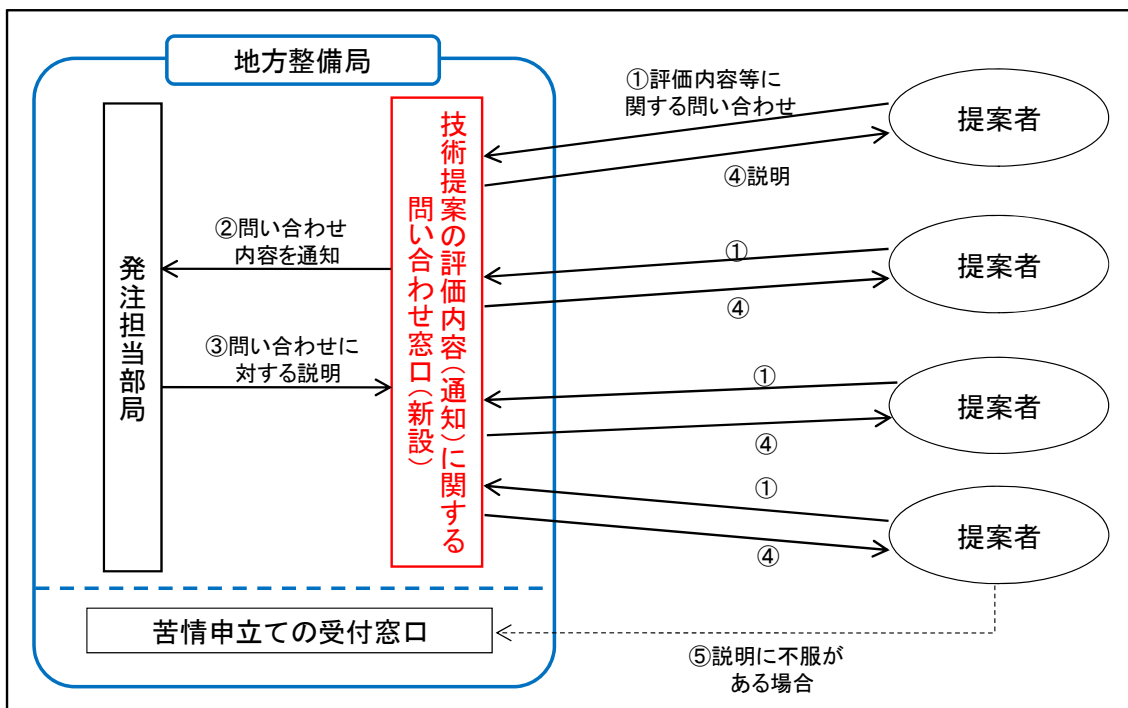 地方整備局
発注担当部局
②問い合わせ
内容を通知
③問い合わせに
対する説明
技術提案の評価内容(通知)に関する
問い合わせ窓口(新設)
①評価内容等に
関する問い合わせ
④説明
提案者
①
④
提案者
①
④
提案者
①
④
提案者
苦情申立ての受付窓口
⑤説明に不服が
ある場合